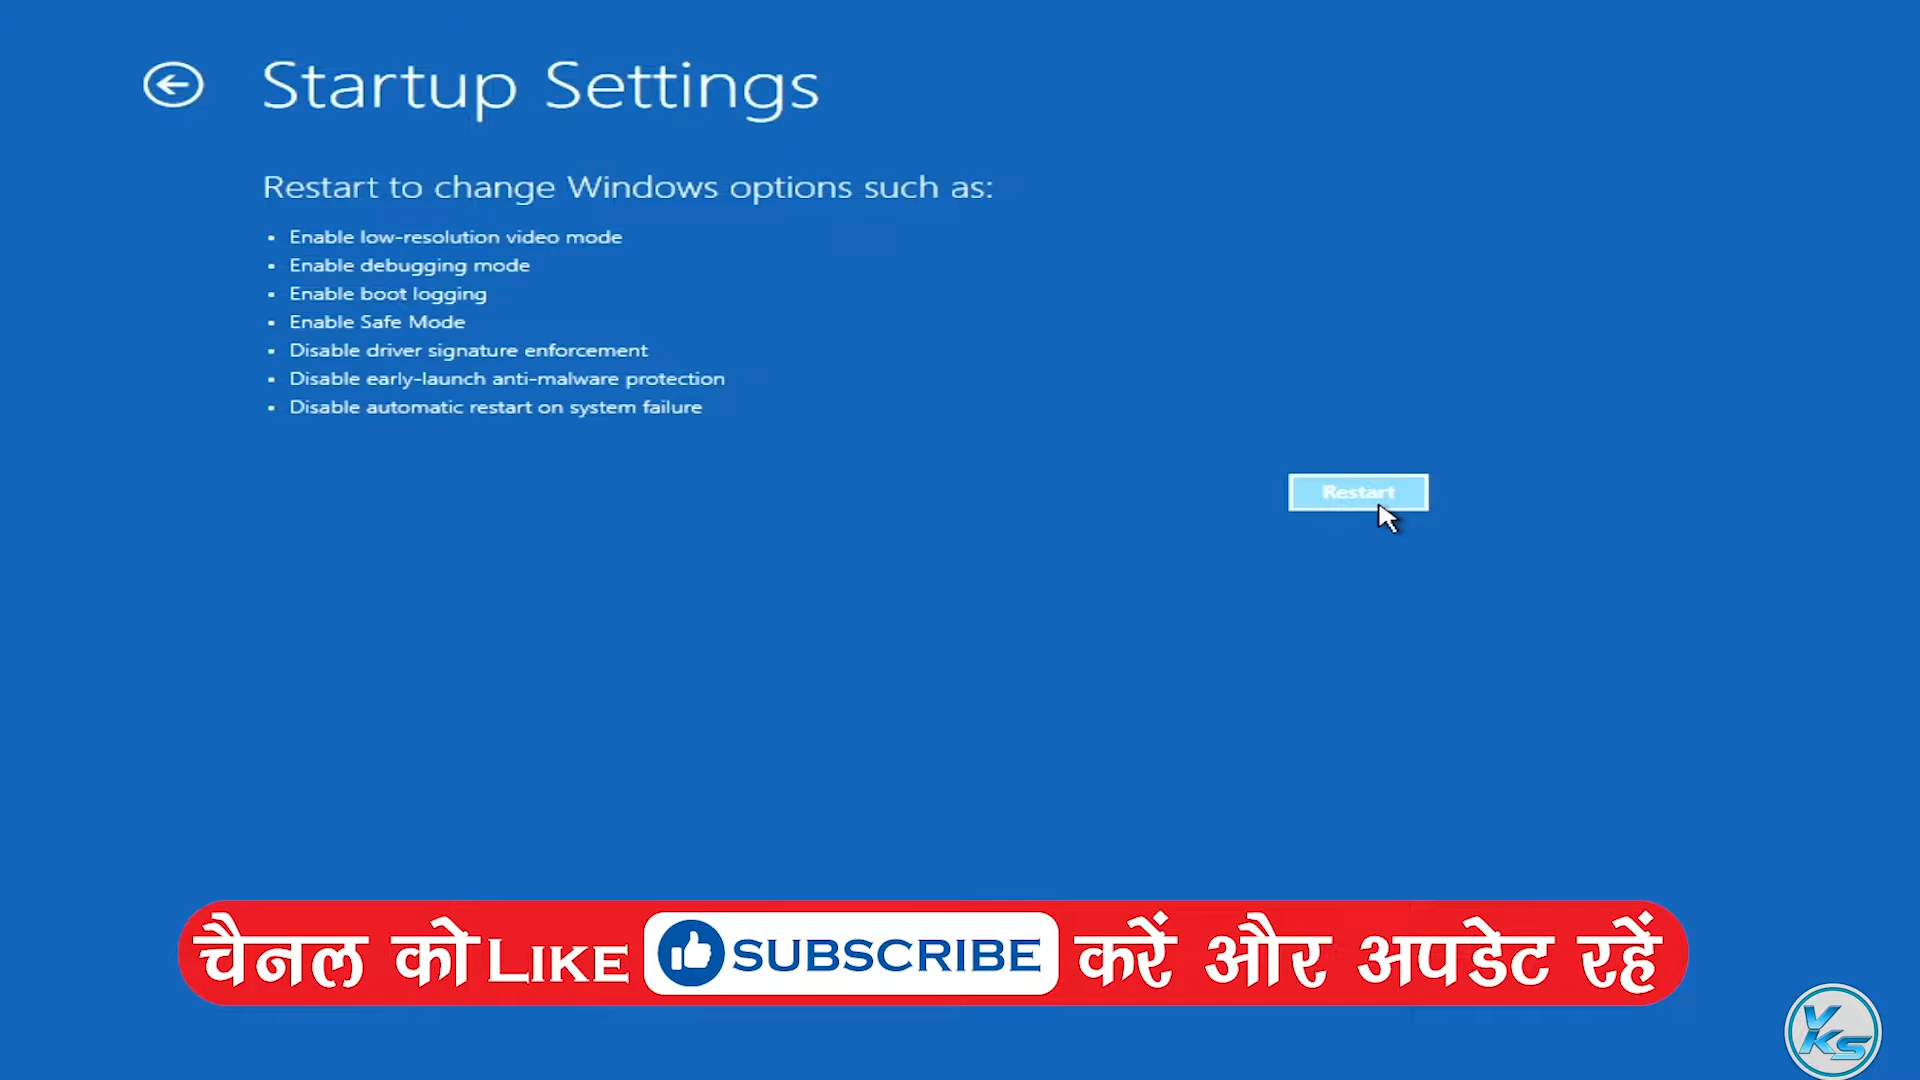 Startup Settings
Restart to change Windows options such as:
Enable low-resolution video mode
Enable debugging mode
Enable boot logging
Enable Safe Mode
Disable driver signature enforcement
Disable early-launch anti-malware protection
Disable automatic restart on system failure
Restart
चैनल को LIKE SUBSCRIBE करें और अपडेट रहें
VKS